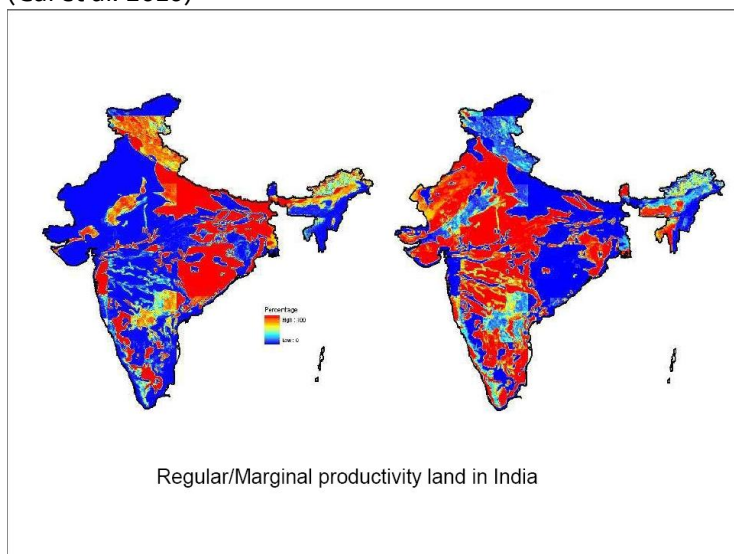 Percentage
High : 100
Low : 0
Regular/Marginal productivity land in India